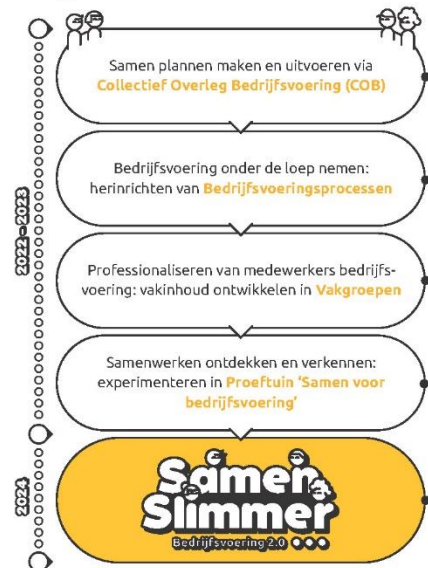 Samen plannen maken en uitvoeren via
Collectief Overleg Bedrijfsvoering (COB)
Bedrijfsvoering onder de loep nemen:
herinrichten van Bedrijfsvoeringsprocessen
2022-2023
Professionaliseren van medewerkers bedrijfs-
voering: vakinhoud ontwikkelen in Vakgroepen
Samenwerken ontdekken en verkennen:
experimenteren in Proeftuin ‘Samen voor
bedrijfsvoering’
2024
Samen
Slimmer
Bedrijfsvoering 2.0